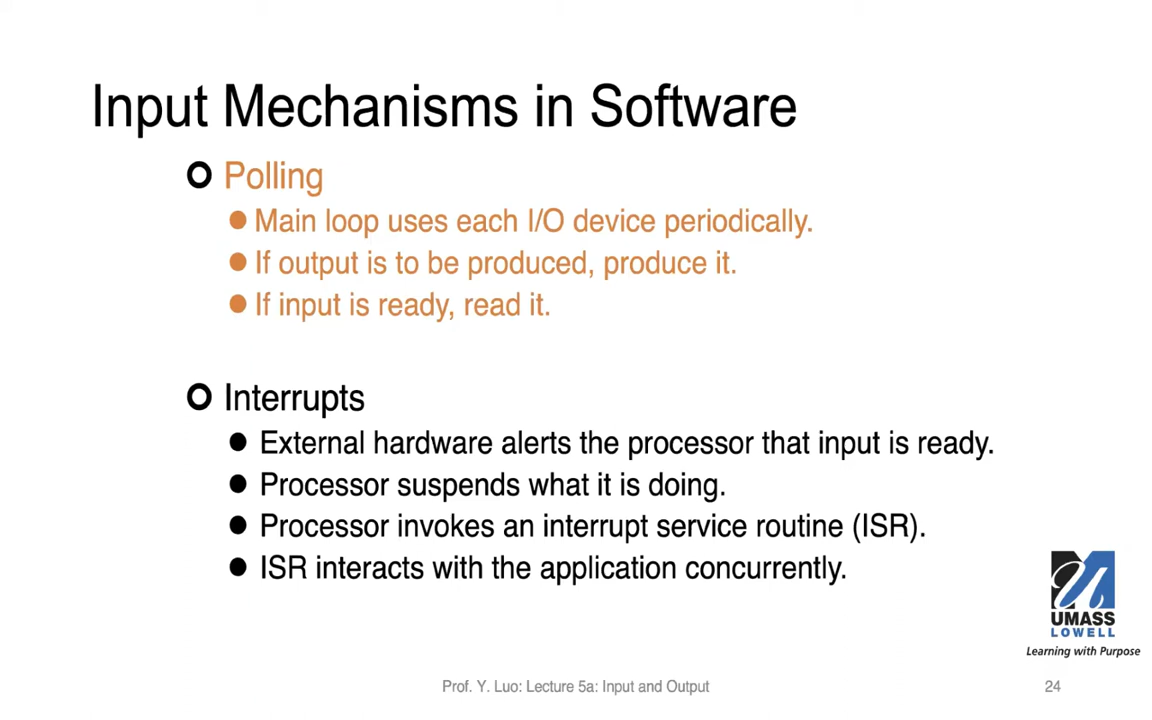 Input Mechanisms in Software
Polling
Main loop uses each I/O device periodically.
If output is to be produced, produce it.
If input is ready, read it.
Interrupts
External hardware alerts the processor that input is ready.
Processor suspends what it is doing.
Processor invokes an interrupt service routine (ISR).
ISR interacts with the application concurrently.
UMASS
LOWELL
Learning with Purpose
Prof. Y. Luo: Lecture 5a: Input and Output
24